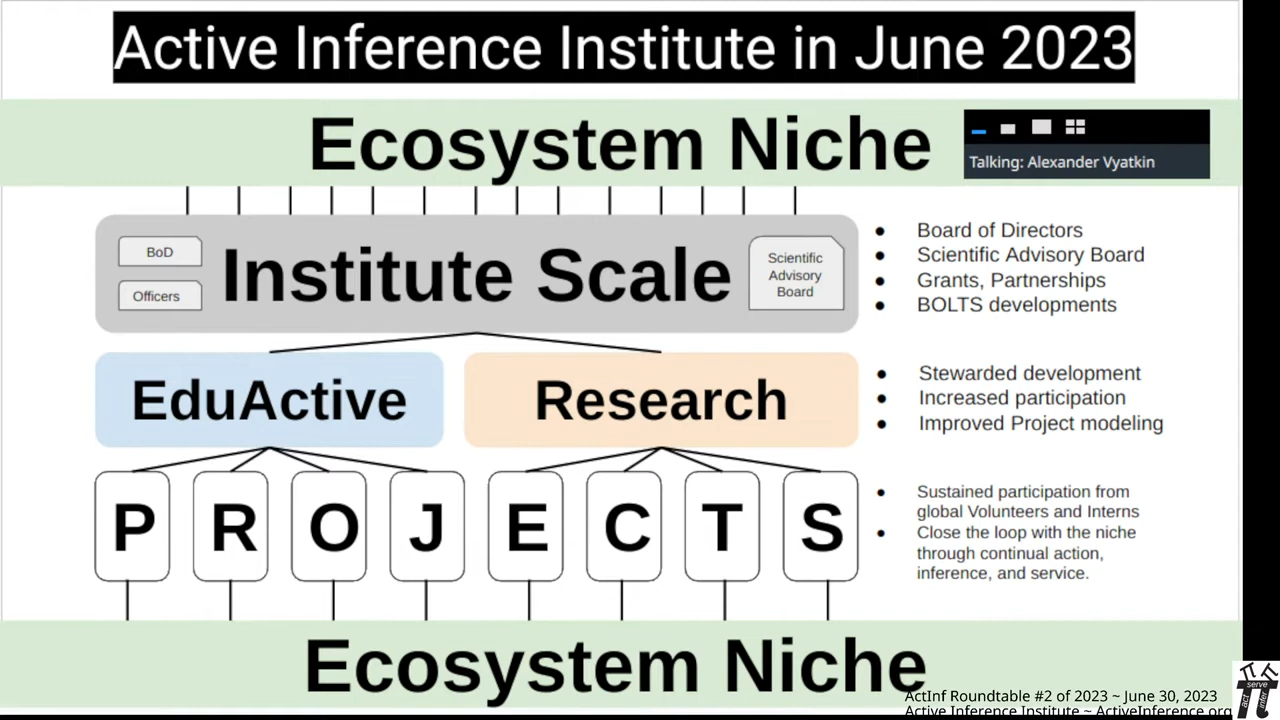 Active Inference Institute in June 2023
Ecosystem Niche
Talking: Alexander Vyatkin
BoD
Officers
Institute Scale
Scientific
Advisory
Board
• Board of Directors
• Scientific Advisory Board
• Grants, Partnerships
• BOLTS developments
EduActive
Research
• Stewarded development
• Increased participation
• Improved Project modeling
P R O J E C T S
• Sustained participation from
global Volunteers and Interns
• Close the loop with the niche
through continual action,
inference, and service.
Ecosystem Niche
ActInf Roundtable #2 of 2023 ~ June 30, 2023
Active Inference Institute ~ ActiveInference.org
serve
act
infer